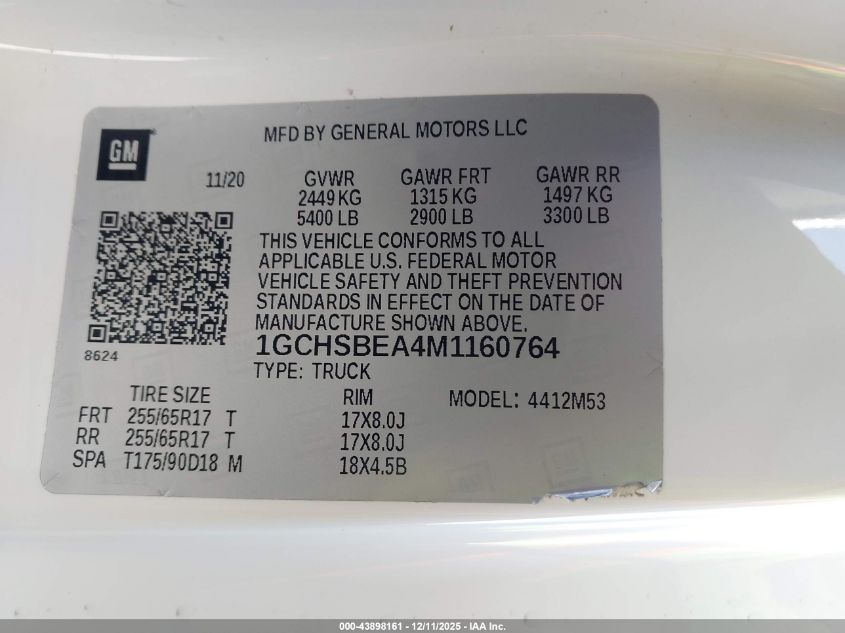 MFD BY GENERAL MOTORS LLC
GM
11/20
GVWR GAWR FRT GAWR RR
2449 KG 1315 KG 1497 KG
5400 LB 2900 LB 3300 LB
THIS VEHICLE CONFORMS TO ALL
APPLICABLE U.S. FEDERAL MOTOR
VEHICLE SAFETY AND THEFT PREVENTION
STANDARDS IN EFFECT ON THE DATE OF
MANUFACTURE SHOWN ABOVE.
8624
1GCHSBEA4M1160764
TYPE: TRUCK
TIRE SIZE RIM MODEL: 4412M53
FRT 255/65R17 T 17X8.0J
RR 255/65R17 T 17X8.0J
SPA T175/90D18 M 18X4.5B
000-43898161 - 12/11/2025 - IAA Inc.